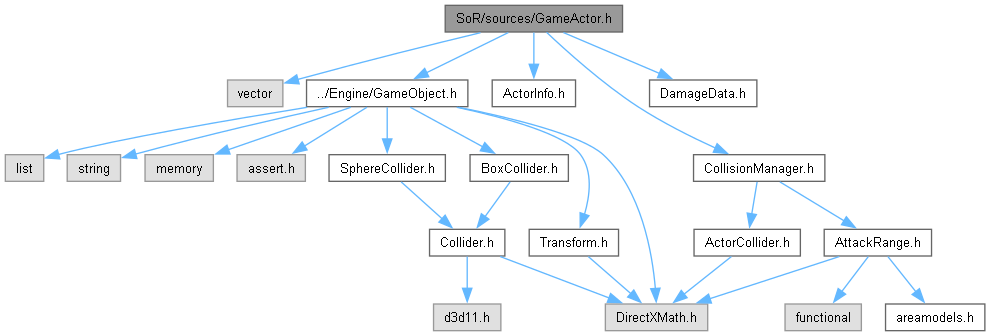 SoR/sources/GameActor.h
vector
../Engine/GameObject.h
ActorInfo.h
DamageData.h
list
string
memory
assert.h
SphereCollider.h
BoxCollider.h
CollisionManager.h
Collider.h
Transform.h
ActorCollider.h
AttackRange.h
d3d11.h
DirectXMath.h
functional
areamodels.h